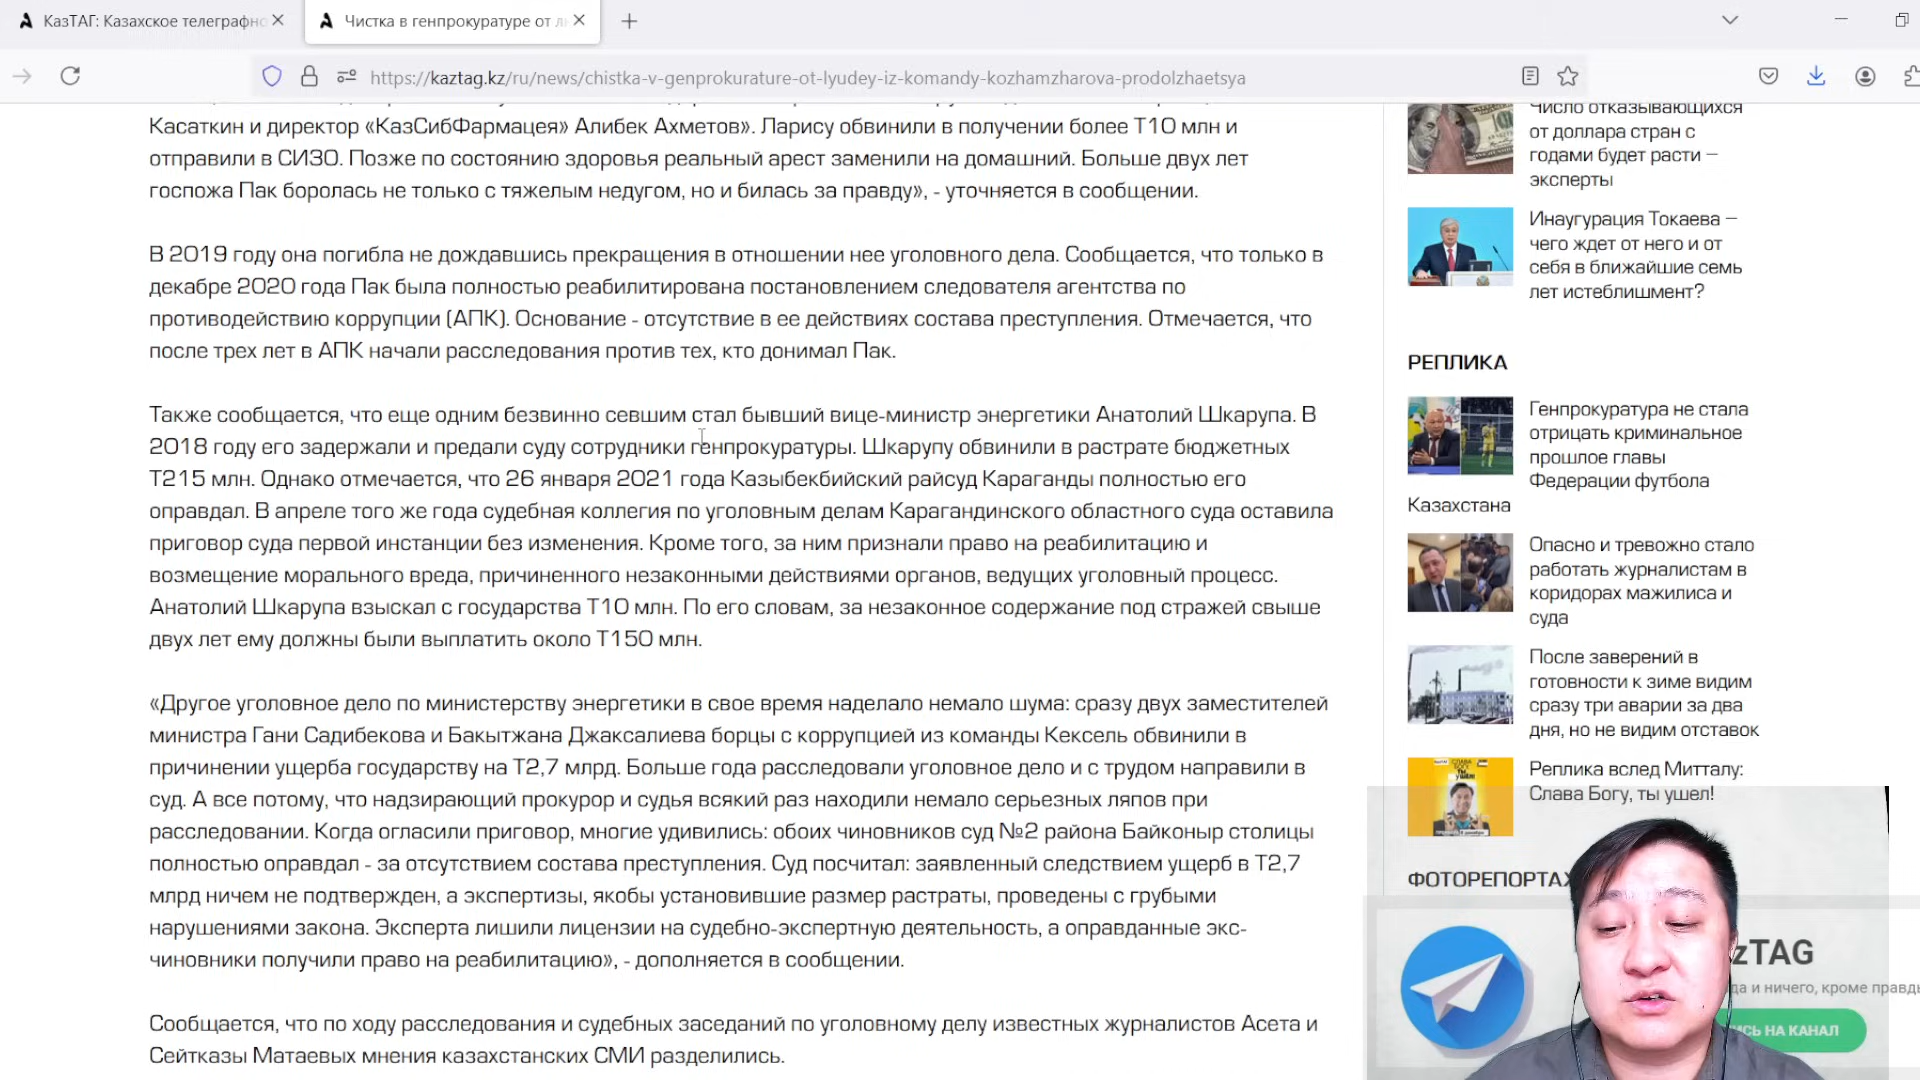 КазТАГ: Казахское телеграфно
Чистка в генпрокуратуре от л
https://kaztag.kz/ru/news/chistka-v-genprokurature-ot-lyudey-iz-komandy-kozhamzharova-prodolzhaetsya
Касаткин и директор «КазСибФармацея» Алибек Ахметов». Ларису обвинили в получении более Т10 млн и
отправили в СИЗО. Позже по состоянию здоровья реальный арест заменили на домашний. Больше двух лет
госпожа Пак боролась не только с тяжелым недугом, но и билась за правду», - уточняется в сообщении.
В 2019 году она погибла не дождавшись прекращения в отношении нее уголовного дела. Сообщается, что только в
декабре 2020 года Пак была полностью реабилитирована постановлением следователя агентства по
противодействию коррупции (АПК). Основание - отсутствие в ее действиях состава преступления. Отмечается, что
после трех лет в АПК начали расследования против тех, кто донимал Пак.
Также сообщается, что еще одним безвинно севшим стал бывший вице-министр энергетики Анатолий Шкарупа. В
2018 году его задержали и предали суду сотрудники генпрокуратуры. Шкарупу обвинили в растрате бюджетных
Т215 млн. Однако отмечается, что 26 января 2021 года Казыбекбийский райсуд Караганды полностью его
оправдал. В апреле того же года судебная коллегия по уголовным делам Карагандинского областного суда оставила
приговор суда первой инстанции без изменения. Кроме того, за ним признали право на реабилитацию и
возмещение морального вреда, причиненного незаконными действиями органов, ведущих уголовный процесс.
Анатолий Шкарупа взыскал с государства Т10 млн. По его словам, за незаконное содержание под стражей свыше
двух лет ему должны были выплатить около Т150 млн.
«Другое уголовное дело по министерству энергетики в свое время наделало немало шума: сразу двух заместителей
министра Гани Садибекова и Бакытжана Джаксалиева борцы с коррупцией из команды Кексель обвинили в
причинении ущерба государству на Т2,7 млрд. Больше года расследовали уголовное дело и с трудом направили в
суд. А все потому, что надзирающий прокурор и судья всякий раз находили немало серьезных ляпов при
расследовании. Когда огласили приговор, многие удивились: обоих чиновников суд №2 района Байконыр столицы
полностью оправдал - за отсутствием состава преступления. Суд посчитал: заявленный следствием ущерб в Т2,7
млрд ничем не подтвержден, а экспертизы, якобы установившие размер растраты, проведены с грубыми
нарушениями закона. Эксперта лишили лицензии на судебно-экспертную деятельность, а оправданные экс-
чиновники получили право на реабилитацию», - дополняется в сообщении.
Сообщается, что по ходу расследования и судебных заседаний по уголовному делу известных журналистов Асета и
Сейтказы Матаевых мнения казахстанских СМИ разделились.
Число отказывающихся
от доллара стран с
годами будет расти –
эксперты
Инаугурация Токаева –
чего ждет от него и от
себя в ближайшие семь
лет истеблишмент?
РЕПЛИКА
Генпрокуратура не стала
отрицать криминальное
прошлое главы
Федерации футбола
Казахстана
Опасно и тревожно стало
работать журналистам в
коридорах мажилиса и
суда
После заверений в
готовности к зиме видим
сразу три аварии за два
дня, но не видим отставок
Реплика вслед Митталу:
Слава Богу, ты ушел!
ФОТОРЕПОРТАЖ
zTAG
да и ничего, кроме правды
ИСЬ НА КАНАЛ